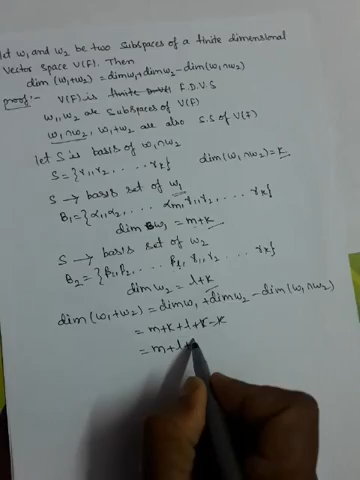 Let W1 and W2 be two subspaces of a finite dimensional
Vector space V(F). Then
dim (W1+W2) = dimW1+dimW2-dim(W1∩W2)
proof:- V(F) is F.D.V.S
W1, W2 are subspaces of V(F)
W1∩W2, W1+W2 are also S.S of V(F)
let S is basis of W1∩W2
S = {γ1, γ2, . . . . γk} dim(W1∩W2) = k
S → basis set of W1
B1 = {α1, α2, . . . . αm, γ1, γ2, . . . . γk}
dim W1 = m+k
S → basis set of W2
B2 = {β1, β2, . . . . βl, γ1, γ2 . . . . γk}
dim W2 = l+k
dim (W1+W2) = dimW1+dimW2-dim(W1∩W2)
= m+k+l+k-k
= m+l+